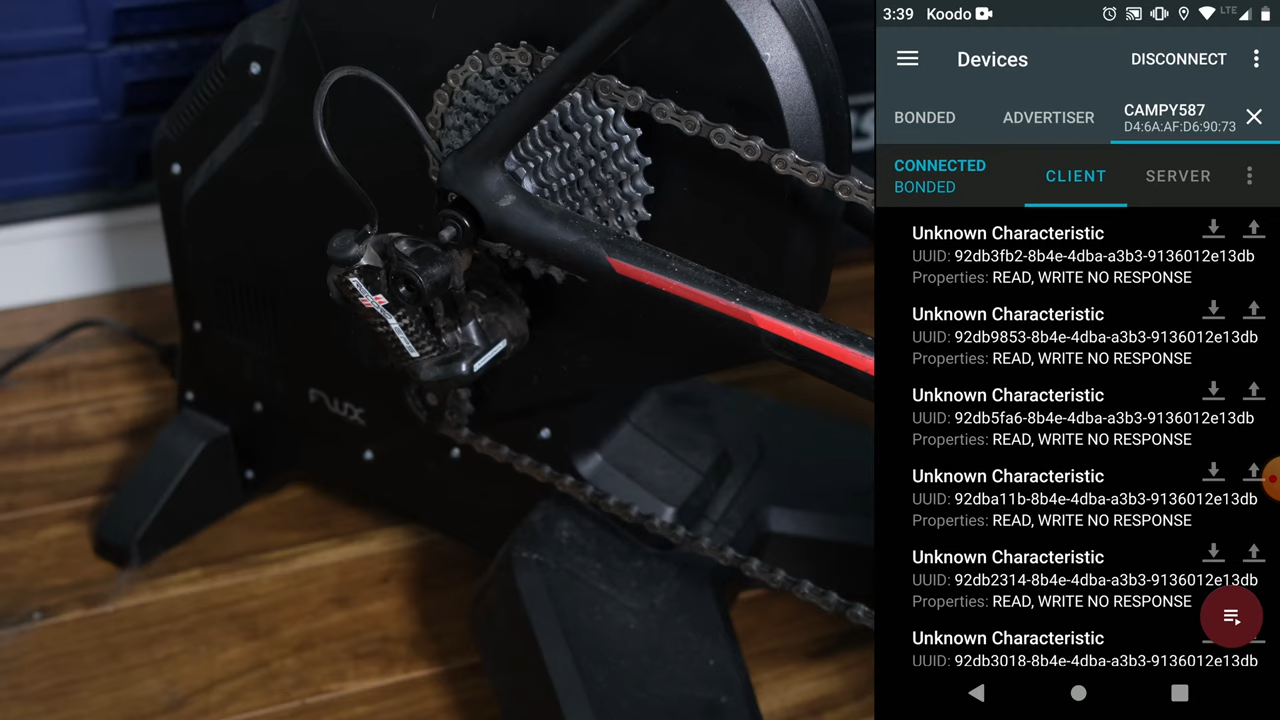 FLUX
3:39 Koodo
LTE
Devices
DISCONNECT
BONDED
ADVERTISER
CAMPY587
D4:6A:AF:D6:90:73
CONNECTED
BONDED
CLIENT
SERVER
Unknown Characteristic
UUID: 92db3fb2-8b4e-4dba-a3b3-9136012e13db
Properties: READ, WRITE NO RESPONSE
Unknown Characteristic
UUID: 92db9853-8b4e-4dba-a3b3-9136012e13db
Properties: READ, WRITE NO RESPONSE
Unknown Characteristic
UUID: 92db5fa6-8b4e-4dba-a3b3-9136012e13db
Properties: READ, WRITE NO RESPONSE
Unknown Characteristic
UUID: 92dba11b-8b4e-4dba-a3b3-9136012e13db
Properties: READ, WRITE NO RESPONSE
Unknown Characteristic
UUID: 92db2314-8b4e-4dba-a3b3-9136012e13db
Properties: READ, WRITE NO RESPONSE
Unknown Characteristic
UUID: 92db3018-8b4e-4dba-a3b3-9136012e13db